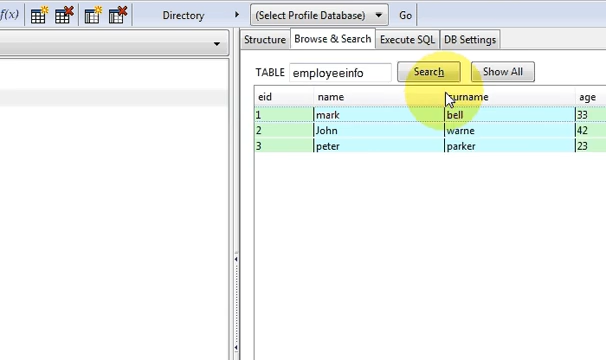 f(x) Directory (Select Profile Database) Go
Structure Browse & Search Execute SQL DB Settings
TABLE employeeinfo Search Show All
eid name surname age
1 mark bell 33
2 John warne 42
3 peter parker 23